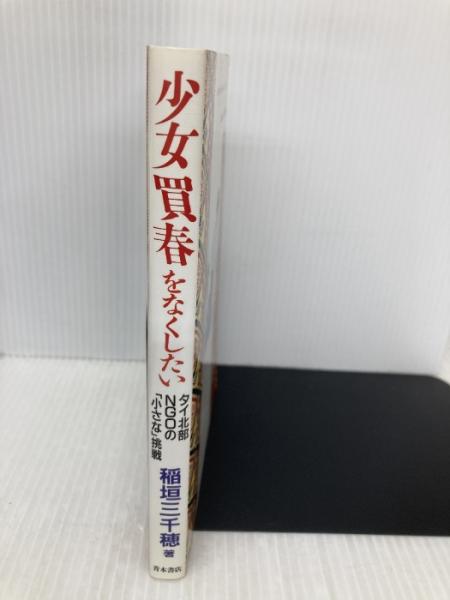 少女買春をなくしたい
タイ北部
NGOの
「小さな」挑戦
稲垣三千穂 著
青木書店